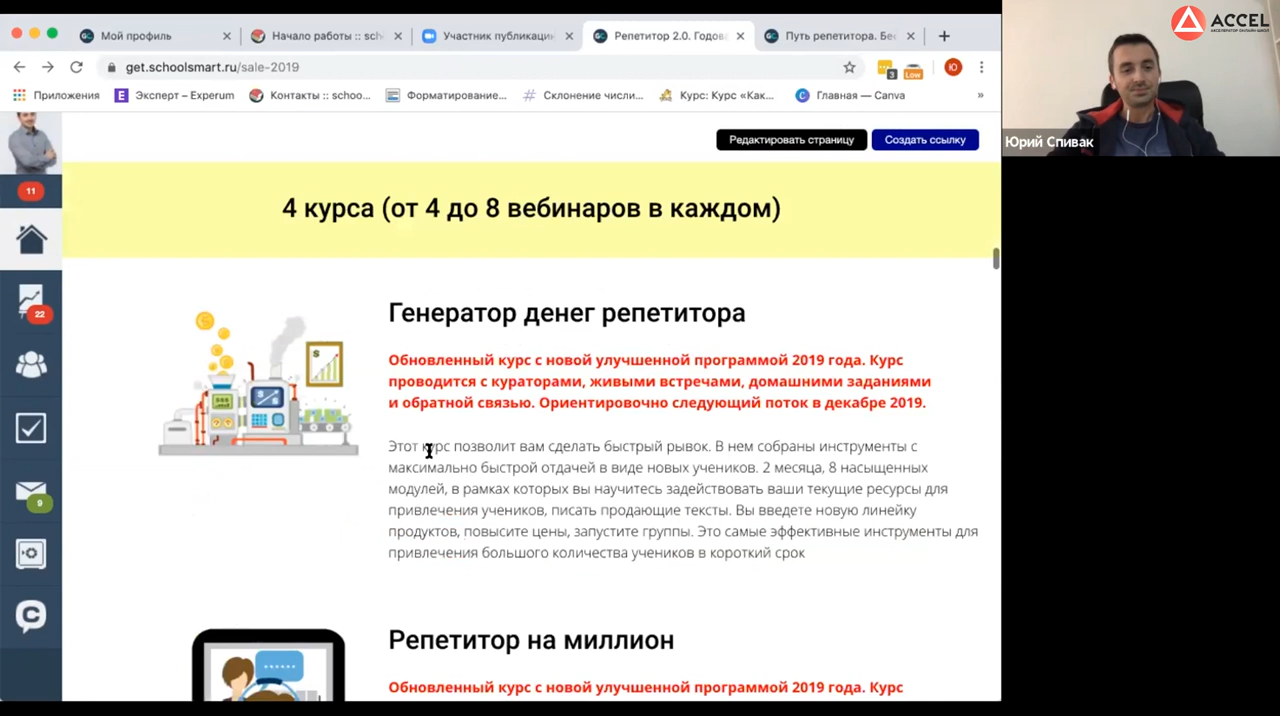 Мой профиль
Начало работы :: sch
Участник публикаци
Репетитор 2.0. Годова
Путь репетитора. Бес
get.schoolsmart.ru/sale-2019
3
Low
Ю
Приложения
Эксперт – Experum
Контакты :: schoo...
Форматирование...
Склонение числи...
Курс: Курс «Как...
Главная — Canva
»
ACCEL
АКСЕЛЕРАТОР ОНЛАЙН-ШКОЛ
Юрий Спивак
Редактировать страницу
Создать ссылку
11
22
9
4 курса (от 4 до 8 вебинаров в каждом)
Генератор денег репетитора
Обновленный курс с новой улучшенной программой 2019 года. Курс
проводится с кураторами, живыми встречами, домашними заданиями
и обратной связью. Ориентировочно следующий поток в декабре 2019.
Этот курс позволит вам сделать быстрый рывок. В нем собраны инструменты с
максимально быстрой отдачей в виде новых учеников. 2 месяца, 8 насыщенных
модулей, в рамках которых вы научитесь задействовать ваши текущие ресурсы для
привлечения учеников, писать продающие тексты. Вы введете новую линейку
продуктов, повысите цены, запустите группы. Это самые эффективные инструменты для
привлечения большого количества учеников в короткий срок
Репетитор на миллион
Обновленный курс с новой улучшенной программой 2019 года. Курс